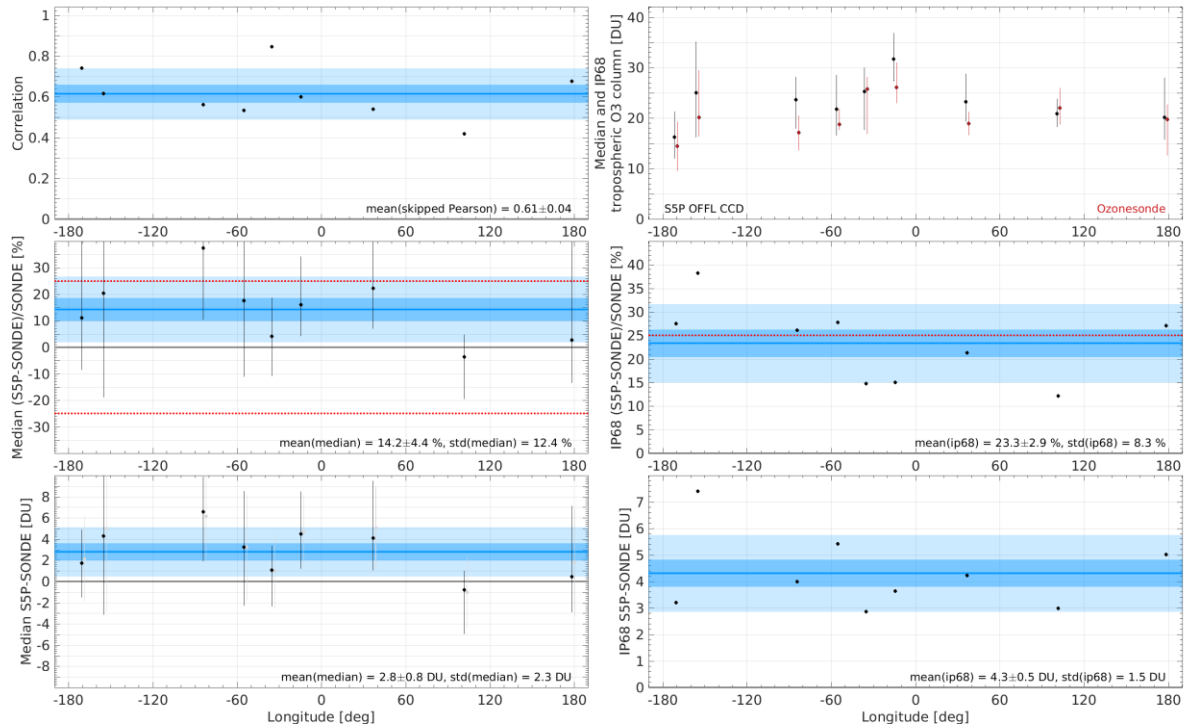 Correlation
1
0.8
0.6
0.4
0.2
0
mean(skipped Pearson) = 0.61±0.04
-180 -120 -60 0 60 120 180
Median and IP68
tropospheric O3 column [DU]
40
30
20
10
0
S5P OFFL CCD
Ozonesonde
-180 -120 -60 0 60 120 180
Median (S5P-SONDE)/SONDE [%]
30
20
10
0
-10
-20
-30
mean(median) = 14.2±4.4 %, std(median) = 12.4 %
-180 -120 -60 0 60 120 180
IP68 (S5P-SONDE)/SONDE [%]
45
40
35
30
25
20
15
10
5
0
mean(ip68) = 23.3±2.9 %, std(ip68) = 8.3 %
-180 -120 -60 0 60 120 180
Median S5P-SONDE [DU]
8
6
4
2
0
-2
-4
-6
-8
mean(median) = 2.8±0.8 DU, std(median) = 2.3 DU
-180 -120 -60 0 60 120 180
Longitude [deg]
IP68 S5P-SONDE [DU]
7
6
5
4
3
2
1
0
mean(ip68) = 4.3±0.5 DU, std(ip68) = 1.5 DU
-180 -120 -60 0 60 120 180
Longitude [deg]